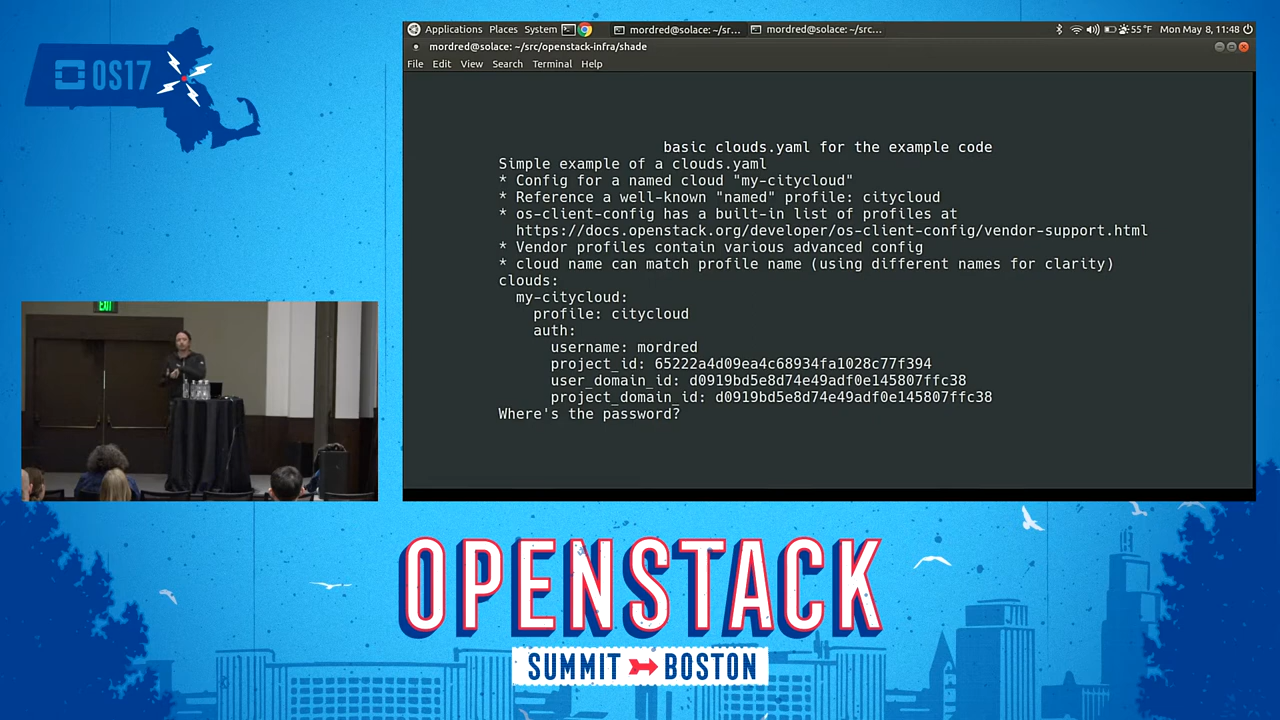 OS17
Applications Places System
mordred@solace: ~/sr...
mordred@solace: ~/src...
55 °F
Mon May 8, 11:48
mordred@solace: ~/src/openstack-infra/shade
File Edit View Search Terminal Help
basic clouds.yaml for the example code
Simple example of a clouds.yaml
* Config for a named cloud "my-citycloud"
* Reference a well-known "named" profile: citycloud
* os-client-config has a built-in list of profiles at
https://docs.openstack.org/developer/os-client-config/vendor-support.html
* Vendor profiles contain various advanced config
* cloud name can match profile name (using different names for clarity)
clouds:
my-citycloud:
profile: citycloud
auth:
username: mordred
project_id: 65222a4d09ea4c68934fa1028c77f394
user_domain_id: d0919bd5e8d74e49adf0e145807ffc38
project_domain_id: d0919bd5e8d74e49adf0e145807ffc38
Where's the password?
EXIT
OPENSTACK
SUMMIT BOSTON